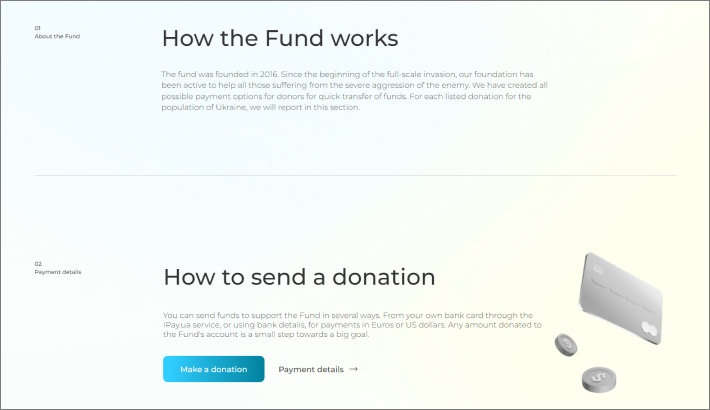 01
About the Fund
How the Fund works
The fund was founded in 2016. Since the beginning of the full-scale invasion, our foundation has
been active to help all those suffering from the severe aggression of the enemy. We have created all
possible payment options for donors for quick transfer of funds. For each listed donation for the
population of Ukraine, we will report in this section.
02
Payment details
How to send a donation
You can send funds to support the Fund in several ways. From your own bank card through the
IPay.ua service, or using bank details, for payments in Euros or US dollars. Any amount donated to
the Fund's account is a small step towards a big goal.
Make a donation
Payment details →